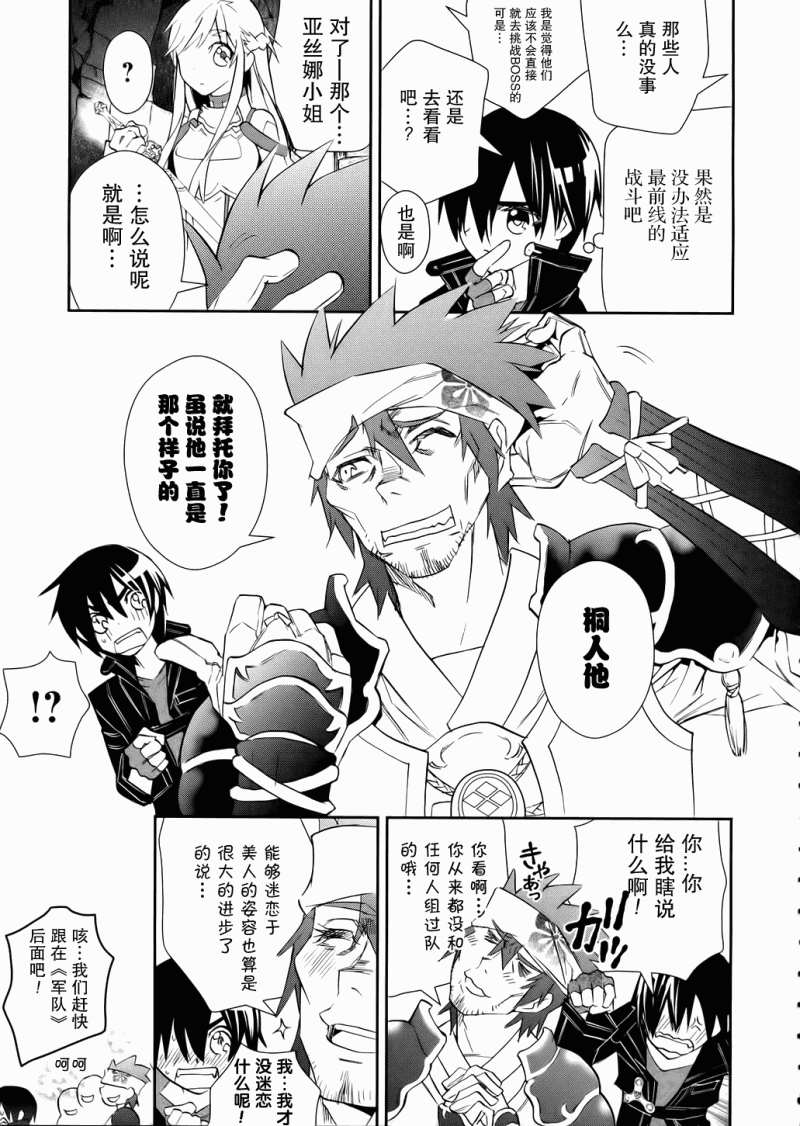 那些人
真的没事
么…
我是觉得他们
应该不会直接
就去挑战BOSS的
可是…
还是
去看看
吧…?
果然是
没办法适应
最前线的
战斗吧
也是啊
对了—那个…
亚丝娜小姐
?
…怎么说呢
就是啊…
桐人他
就拜托你了!
虽说他一直是
那个样子的
!?
你…你
给我瞎说
什么啊!
ガーッ
きゃあっ
你看啊…
你从来都没和
任何人组过队
的哦…
能够迷恋于
美人的姿容也算是
很大的进步了
的说…
我…我才
没迷恋
什么呢!
咳…我们赶快
跟在《军队》
后面吧!
呵呵